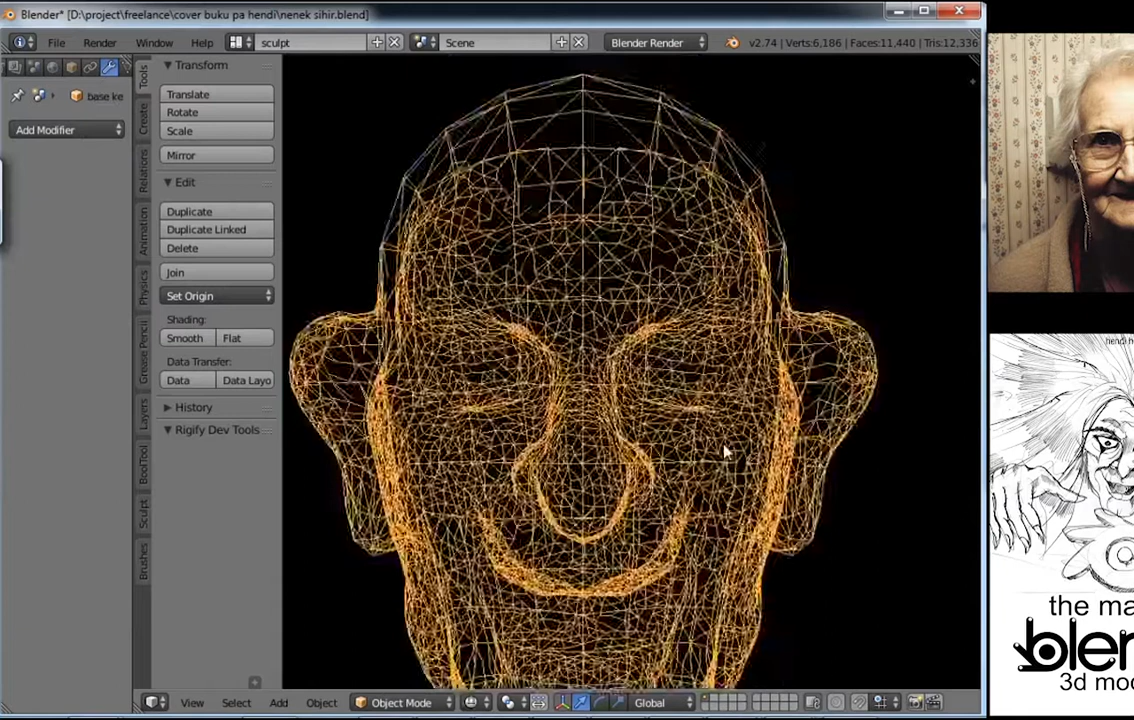 Blender* [D:\project\freelance\cover buku pa hendi\nenek sihir.blend]
File Render Window Help sculpt Scene Blender Render v2.74 | Verts:6,186 | Faces:11,440 | Tris:12,336
base ke
Add Modifier
Tools
Create
Relations
Animation
Physics
Grease Pencil
Layers
BoolTool
Sculpt
Brushes
Transform
Translate
Rotate
Scale
Mirror
Edit
Duplicate
Duplicate Linked
Delete
Join
Set Origin
Shading:
Smooth Flat
Data Transfer:
Data Data Layo
History
Rigify Dev Tools
View Select Add Object Object Mode Global
hendi h
the ma
blen
3d mod